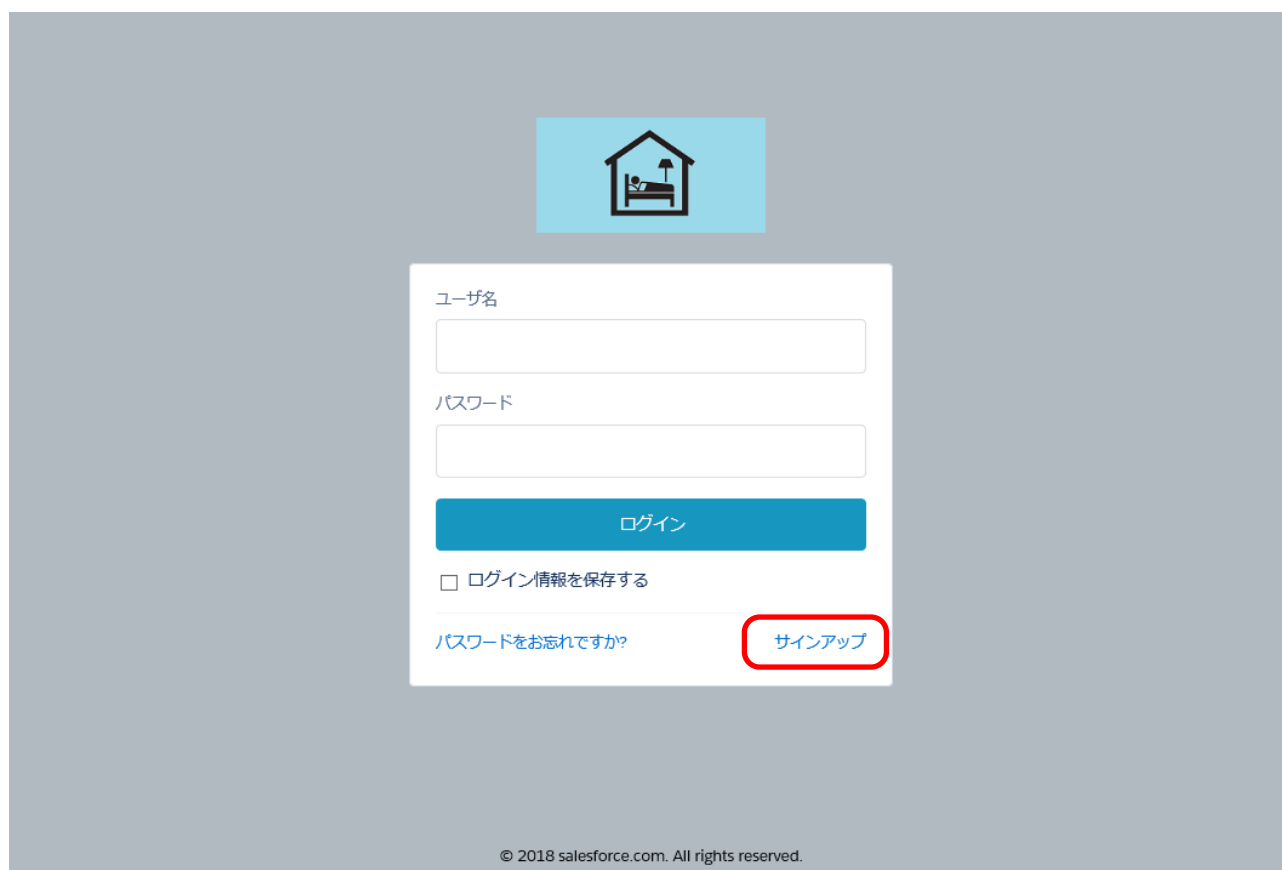 ユーザ名
パスワード
ログイン
ログイン情報を保存する
パスワードをお忘れですか?
サインアップ
© 2018 salesforce.com. All rights reserved.